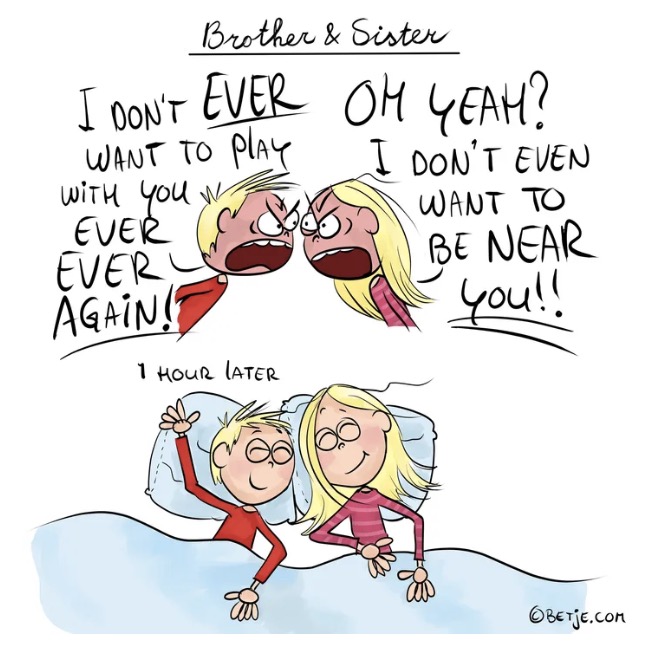 Brother & Sister
I DON'T EVER
WANT TO PLAY
WITH YOU
EVER
EVER
AGAIN!
OH YEAH?
I DON'T EVEN
WANT TO
BE NEAR
YOU!!
1 HOUR LATER
©BETJE.COM